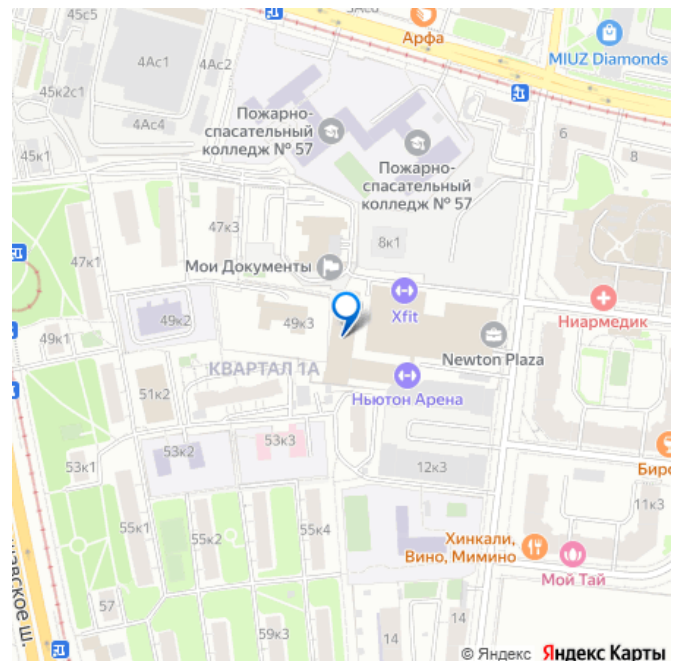 45с5
3Ас6
Арфа
4Ас1
4Ас2
MIUZ Diamonds
45к2с1
4Ас4
Пожарно-
спасательный
колледж № 57
6
8
45к1
Пожарно-
спасательный
колледж № 57
47к3
8к1
47к1
Мои Документы
Xfit
Ниармедик
49к2
49к3
49к1
Newton Plaza
КВАРТАЛ 1А
51к2
Ньютон Арена
53к3
53к2
53к1
12к3
Биро
11к3
55к1
55к2
55к4
Хинкали,
Вино, Мимино
Мой Тай
57
14
59к3
14
авское ш.
© Яндекс Яндекс Карты